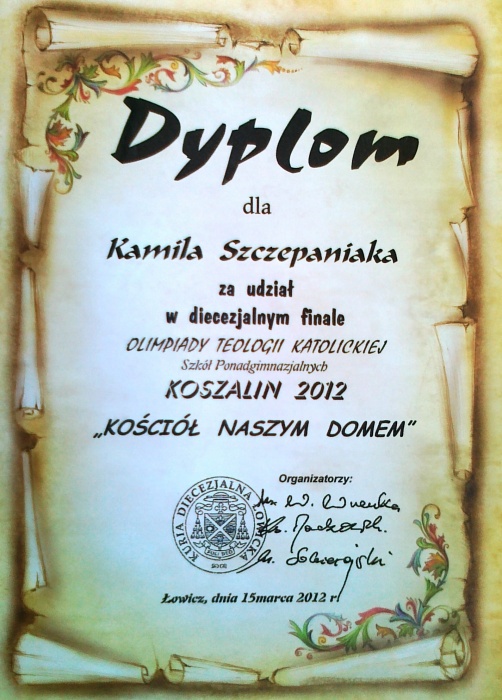 Dyplom
dla
Kamila Szczepaniaka
za udział
w diecezjalnym finale
OLIMPIADY TEOLOGII KATOLICKIEJ
Szkół Ponadgimnazjalnych
KOSZALIN 2012
„KOŚCIÓŁ NASZYM DOMEM”
Organizatorzy:
KURIA DIECEZJALNA ŁOWICKA
Łowicz, dnia 15marca 2012 r.